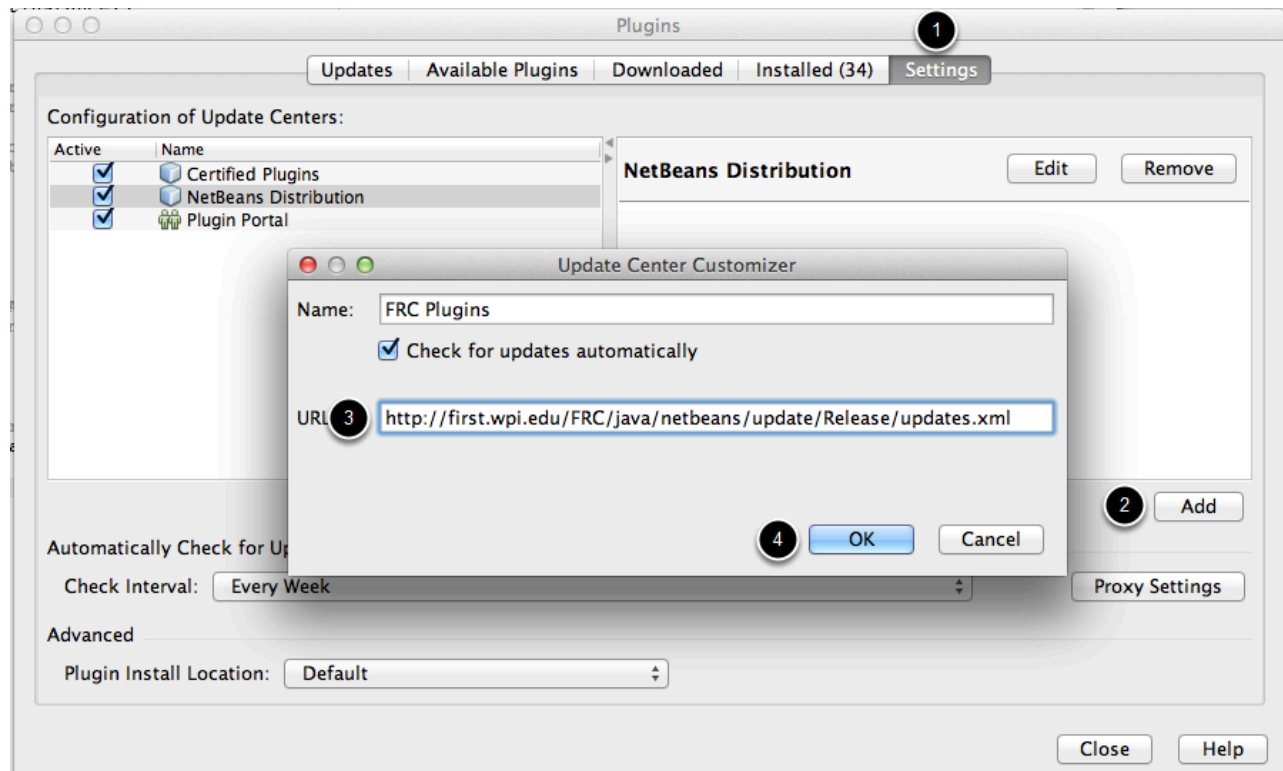 Plugins
1
Updates Available Plugins Downloaded Installed (34) Settings
Configuration of Update Centers:
Active Name
Certified Plugins
NetBeans Distribution
Plugin Portal
NetBeans Distribution Edit Remove
Update Center Customizer
Name: FRC Plugins
Check for updates automatically
URL 3 http://first.wpi.edu/FRC/java/netbeans/update/Release/updates.xml
2 Add
4 OK Cancel
Automatically Check for Up
Check Interval: Every Week Proxy Settings
Advanced
Plugin Install Location: Default
Close Help